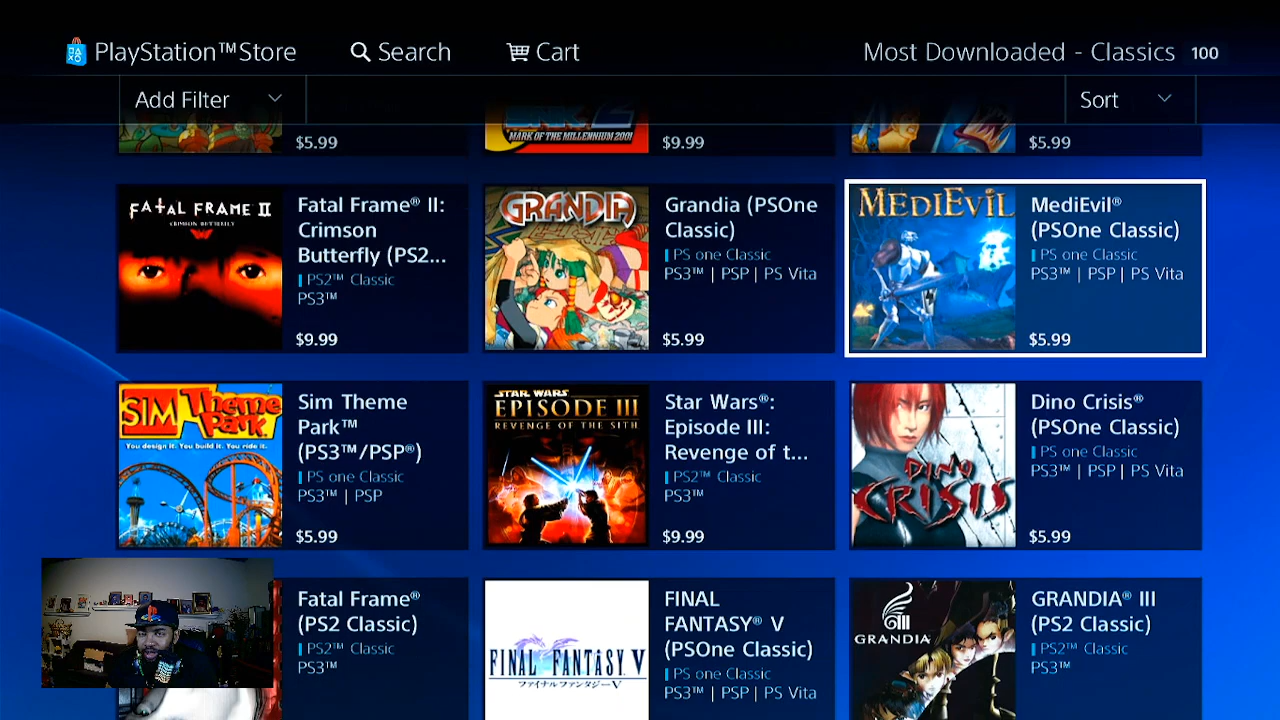 PlayStation™Store
Search
Cart
Most Downloaded - Classics 100
Add Filter
Sort
$5.99
MARK OF THE MILLENNIUM 2001
$9.99
$5.99
FATAL FRAME II
CRIMSON BUTTERFLY
Fatal Frame® II:
Crimson
Butterfly (PS2...
PS2™ Classic
PS3™
$9.99
GRANDIA
Grandia (PSOne
Classic)
PS one Classic
PS3™ | PSP | PS Vita
$5.99
MEDIEVIL
MediEvil®
(PSOne Classic)
PS one Classic
PS3™ | PSP | PS Vita
$5.99
SIM Theme
Park
You design it. You build it. You ride it.
Sim Theme
Park™
(PS3™/PSP®)
PS one Classic
PS3™ | PSP
$5.99
STAR WARS
EPISODE III
REVENGE OF THE SITH
Star Wars®:
Episode III:
Revenge of t...
PS2™ Classic
PS3™
$9.99
DINO
CRISIS
Dino Crisis®
(PSOne Classic)
PS one Classic
PS3™ | PSP | PS Vita
$5.99
Fatal Frame®
(PS2 Classic)
PS2™ Classic
PS3™
FINAL FANTASY V
ファイナルファンタジーV
FINAL
FANTASY® V
(PSOne Classic)
PS one Classic
PS3™ | PSP | PS Vita
GRANDIA
GRANDIA® III
(PS2 Classic)
PS2™ Classic
PS3™